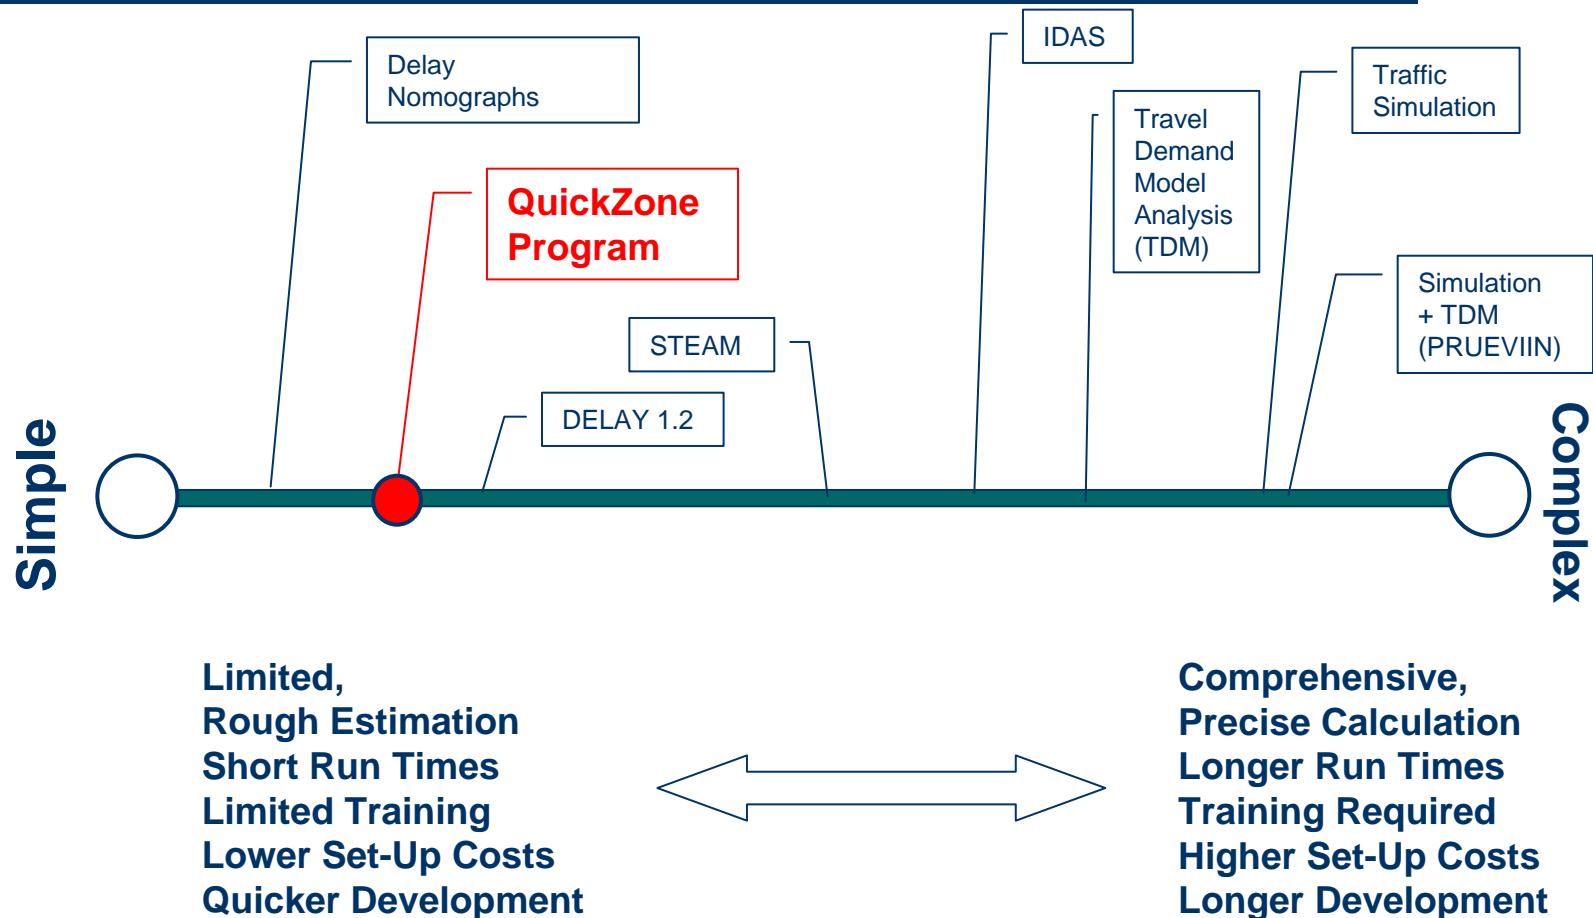 IDAS
Delay
Nomographs
Traffic
Simulation
Travel
Demand
Model
Analysis
(TDM)
QuickZone
Program
Simulation
+ TDM
(PRUEVIIN)
STEAM
DELAY 1.2
Simple
Complex
Limited,
Rough Estimation
Short Run Times
Limited Training
Lower Set-Up Costs
Quicker Development
Comprehensive,
Precise Calculation
Longer Run Times
Training Required
Higher Set-Up Costs
Longer Development